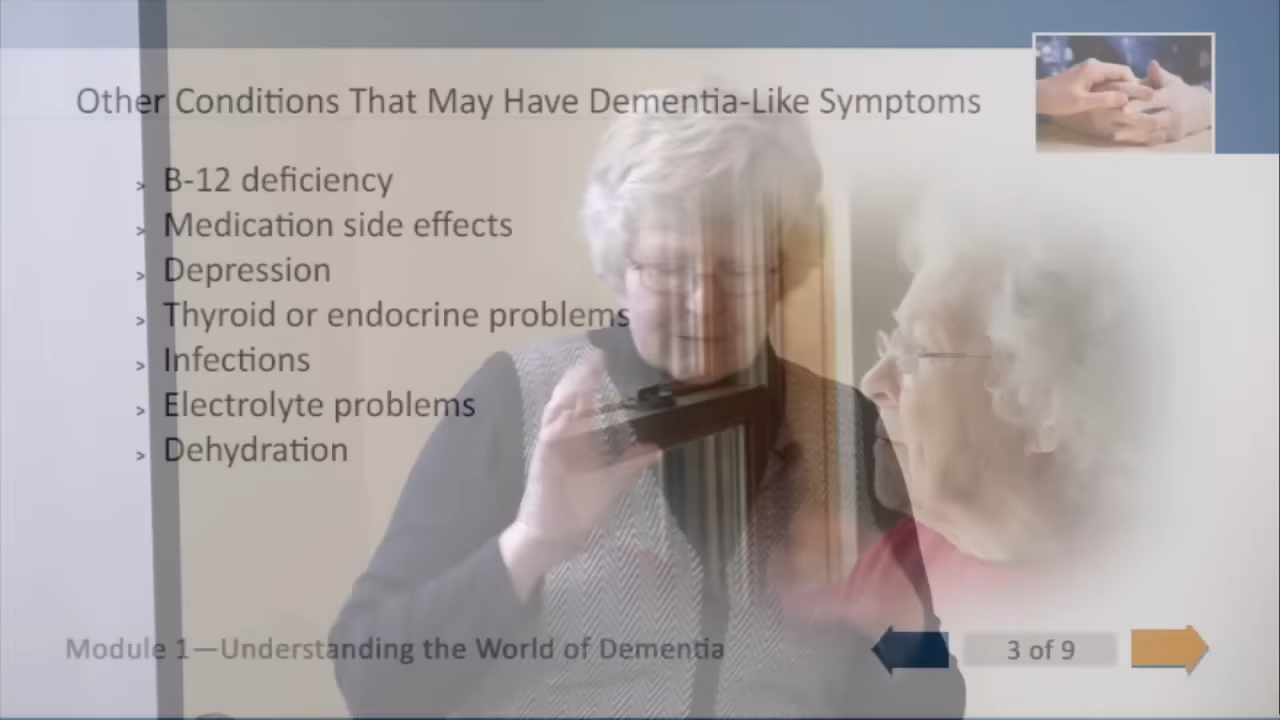 Other Conditions That May Have Dementia-Like Symptoms
> B-12 deficiency
> Medication side effects
> Depression
> Thyroid or endocrine problems
> Infections
> Electrolyte problems
> Dehydration
Module 1—Understanding the World of Dementia
3 of 9